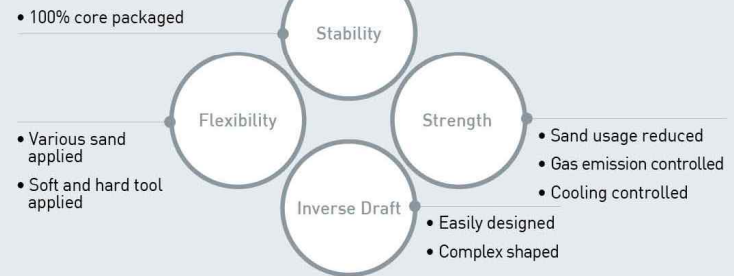 • 100% core packaged
Stability
Flexibility
Strength
• Various sand
applied
• Soft and hard tool
applied
• Sand usage reduced
• Gas emission controlled
• Cooling controlled
Inverse Draft
• Easily designed
• Complex shaped